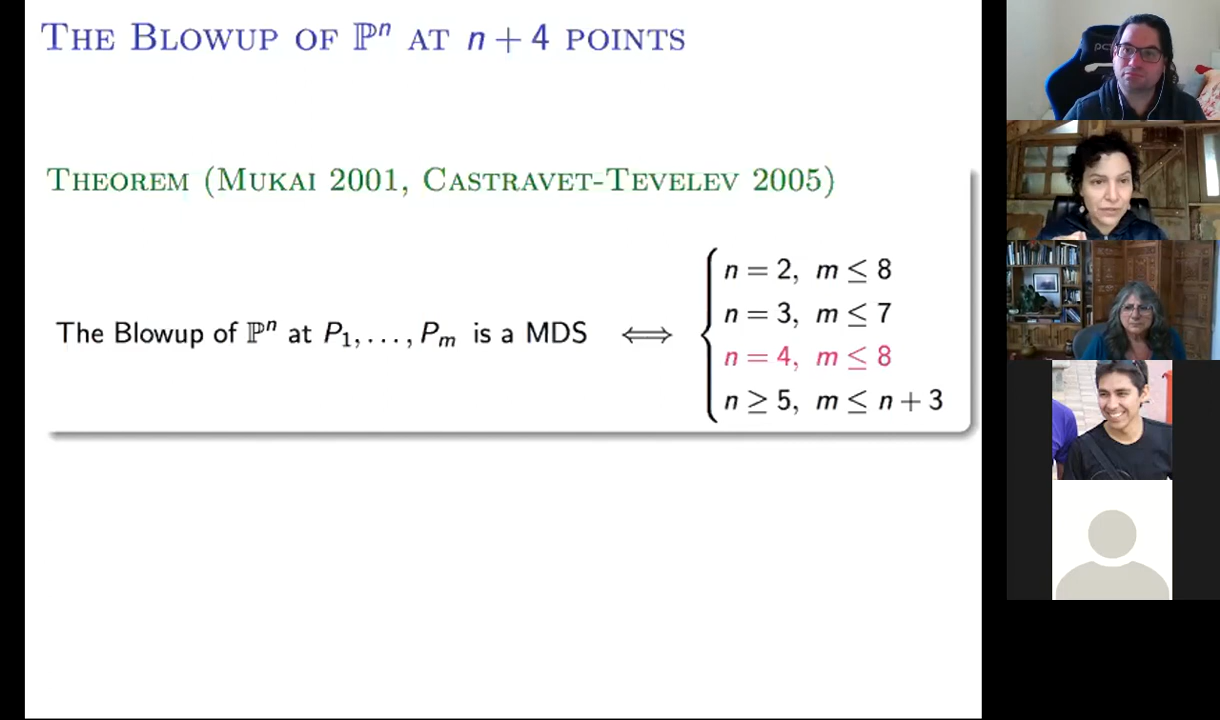 THE BLOWUP OF ℙⁿ AT n + 4 POINTS
THEOREM (MUKAI 2001, CASTRAVET-TEVELEV 2005)
The Blowup of ℙⁿ at P₁, . . . , Pₘ is a MDS ⟺
n = 2, m ≤ 8
n = 3, m ≤ 7
n = 4, m ≤ 8
n ≥ 5, m ≤ n + 3